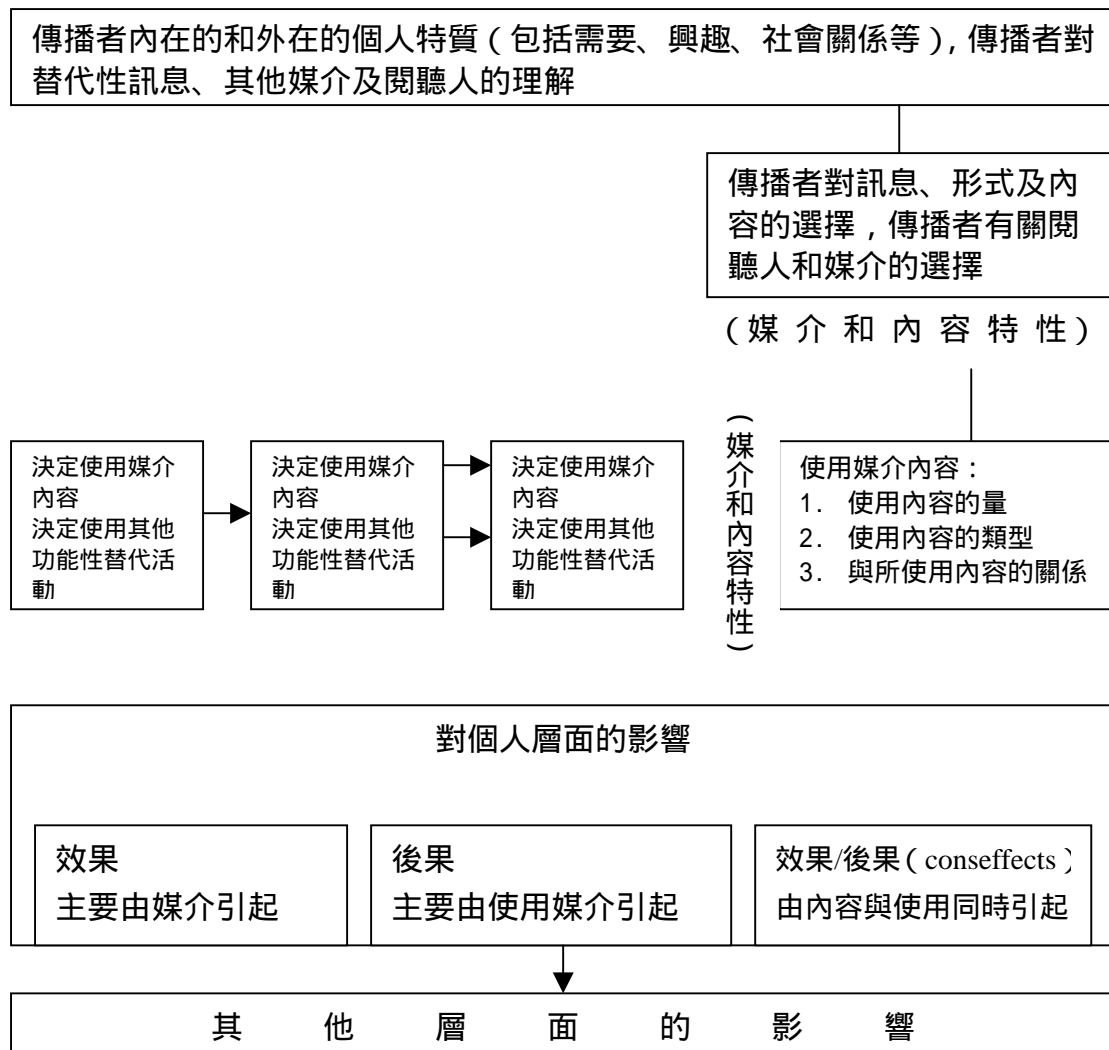 傳播者內在的和外在的個人特質（包括需要、興趣、社會關係等），傳播者對
替代性訊息、其他媒介及閱聽人的理解
傳播者對訊息、形式及內
容的選擇，傳播者有關閱
聽人和媒介的選擇
（媒介和內容特性）
決定使用媒介
內容
決定使用其他
功能性替代活
動
決定使用媒介
內容
決定使用其他
功能性替代活
動
決定使用媒介
內容
決定使用其他
功能性替代活
動
（媒介和內容特性）
使用媒介內容：
1. 使用內容的量
2. 使用內容的類型
3. 與所使用內容的關係
對個人層面的影響
效果
主要由媒介引起
後果
主要由使用媒介引起
效果/後果（conseffects）
由內容與使用同時引起
其他層面的影響